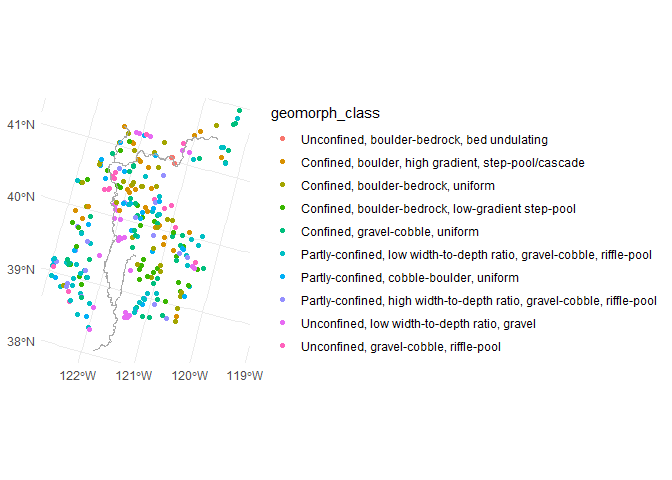 geomorph_class
41°N
Unconfined, boulder-bedrock, bed undulating
Confined, boulder, high gradient, step-pool/cascade
Confined, boulder-bedrock, uniform
40°N
Confined, boulder-bedrock, low-gradient step-pool
Confined, gravel-cobble, uniform
Partly-confined, low width-to-depth ratio, gravel-cobble, riffle-pool
39°N
Partly-confined, cobble-boulder, uniform
Partly-confined, high width-to-depth ratio, gravel-cobble, riffle-pool
Unconfined, low width-to-depth ratio, gravel
38°N
Unconfined, gravel-cobble, riffle-pool
122°W 121°W 120°W 119°W